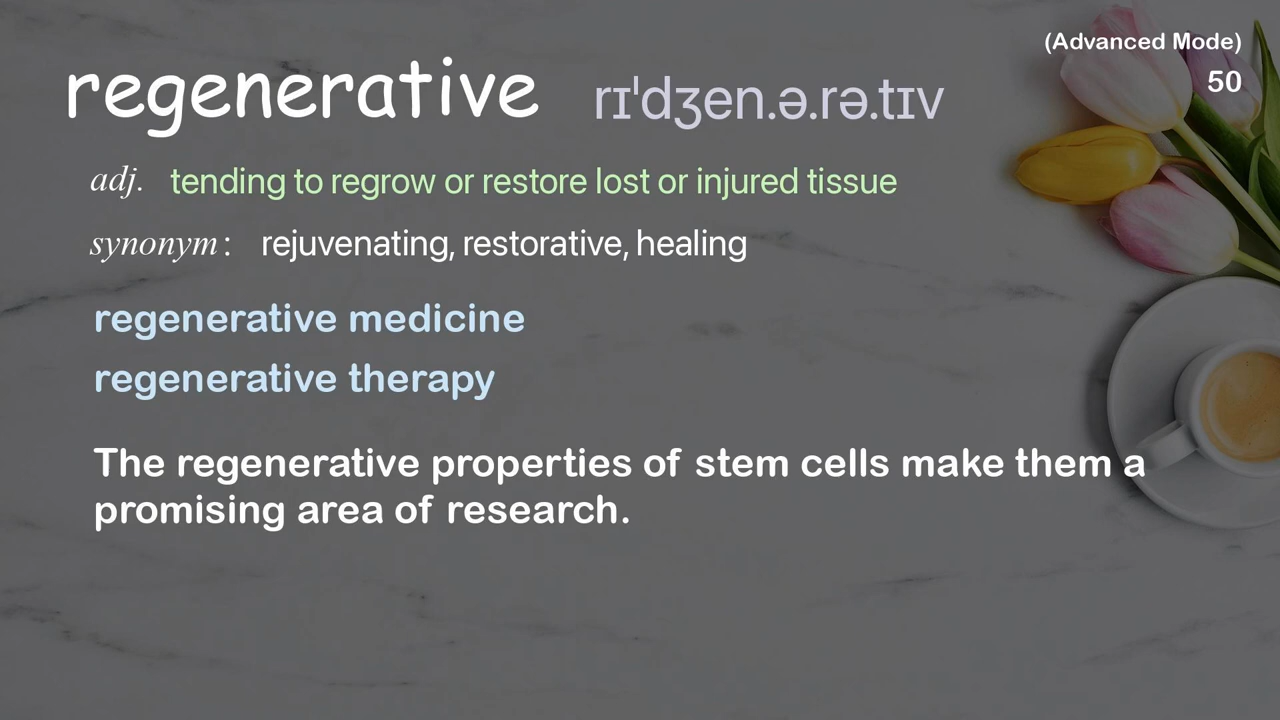 (Advanced Mode)
50
regenerative rɪˈdʒen.ə.rə.tɪv
adj. tending to regrow or restore lost or injured tissue
synonym: rejuvenating, restorative, healing
regenerative medicine
regenerative therapy
The regenerative properties of stem cells make them a
promising area of research.